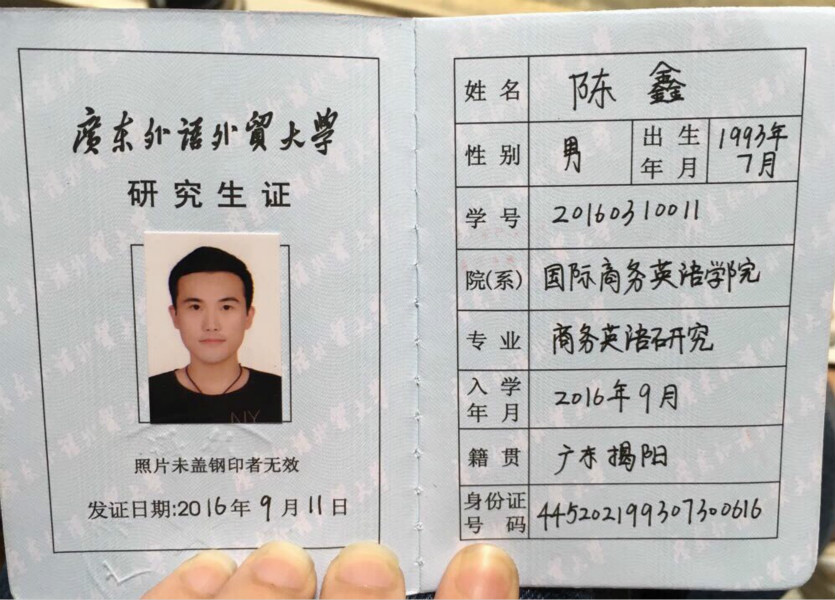 廣东外语外貿大學
研究生证
NY
照片未盖钢印者无效
发证日期:2016年9月11日
姓名 陈鑫
性别 男 出生年月 1993年7月
学号 20160310011
院(系) 国际商务英语学院
专业 商务英语研究
入学年月 2016年9月
籍贯 广东揭阳
身份证号码 445202199307300616